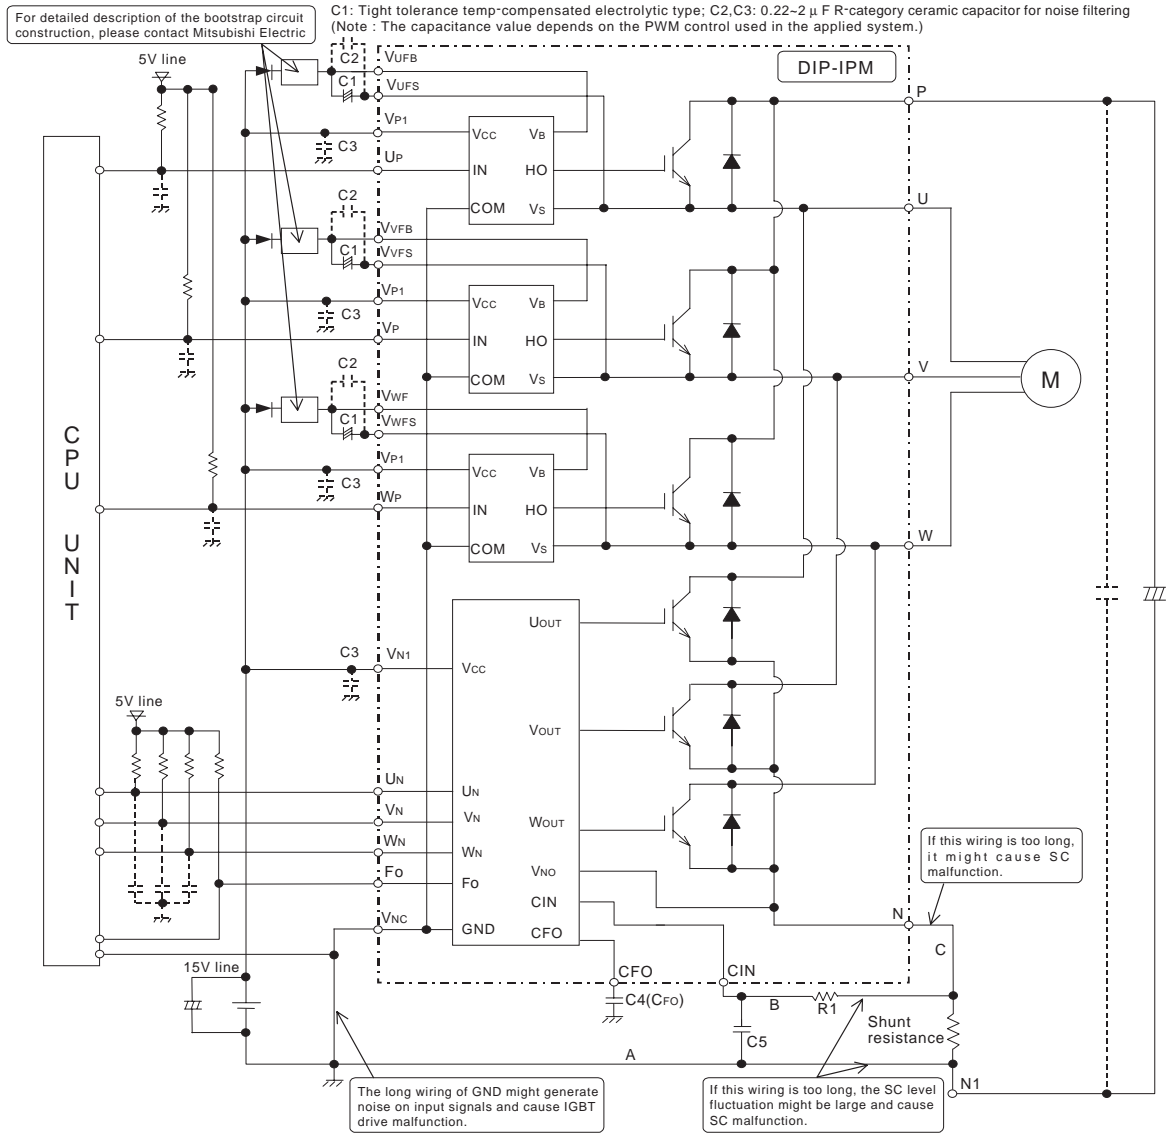 For detailed description of the bootstrap circuit
construction, please contact Mitsubishi Electric
C1: Tight tolerance temp-compensated electrolytic type; C2,C3: 0.22~2 μ F R-category ceramic capacitor for noise filtering
(Note : The capacitance value depends on the PWM control used in the applied system.)
5V line
C2
VUFB
DIP-IPM
C1
VUFS
P
VP1
C3
VCC
VB
UP
IN
HO
COM
VS
U
C2
VVFB
C1
VVFS
VP1
C3
VCC
VB
VP
IN
HO
COM
VS
V
M
C2
VWF
C1
VWFS
VP1
C3
VCC
VB
WP
IN
HO
COM
VS
W
CPU UNIT
UOUT
C3
VN1
VCC
5V line
VOUT
UN
UN
VN
VN
WOUT
WN
WN
VNO
FO
FO
CIN
VNC
GND
CFO
N
If this wiring is too long,
it might cause SC
malfunction.
C
15V line
CFO
CIN
C4(CFO)
B
R1
Shunt
resistance
C5
A
N1
The long wiring of GND might generate
noise on input signals and cause IGBT
drive malfunction.
If this wiring is too long, the SC level
fluctuation might be large and cause
SC malfunction.